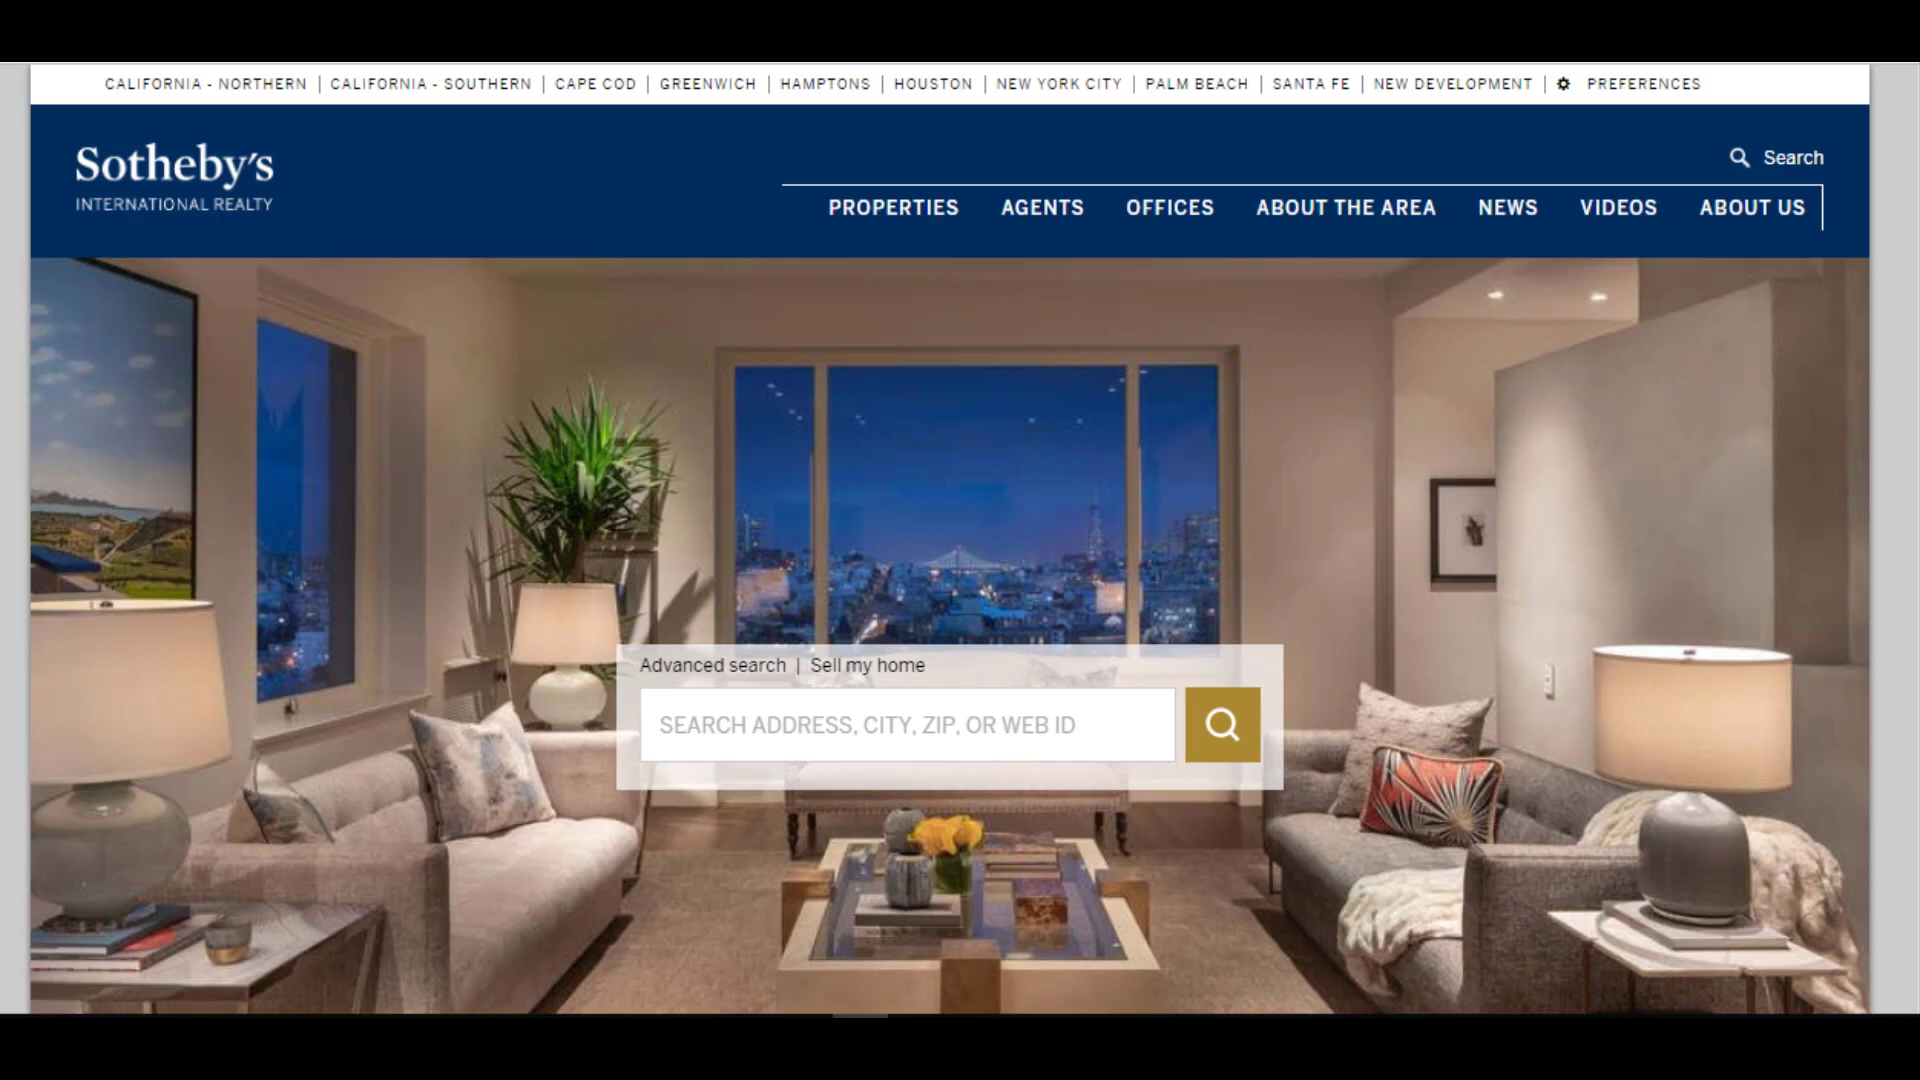 CALIFORNIA - NORTHERN | CALIFORNIA - SOUTHERN | CAPE COD | GREENWICH | HAMPTONS | HOUSTON | NEW YORK CITY | PALM BEACH | SANTA FE | NEW DEVELOPMENT | PREFERENCES
Sotheby's
INTERNATIONAL REALTY
Search
PROPERTIES AGENTS OFFICES ABOUT THE AREA NEWS VIDEOS ABOUT US
Advanced search | Sell my home
SEARCH ADDRESS, CITY, ZIP, OR WEB ID